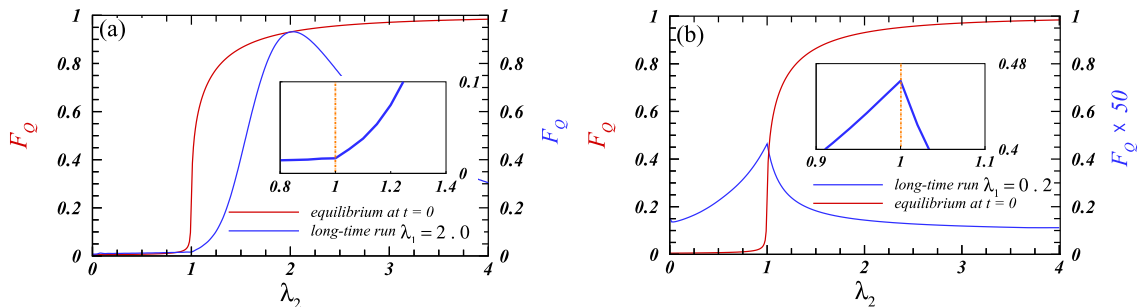 (a)
1
0.8
0.6
0.4
0.2
0
F_Q
0 1 2 3 4
λ_2
1
0.8
0.6
0.4
0.2
0
F_Q
0.1
0
0.8 1 1.2 1.4
equilibrium at t = 0
long-time run λ_1 = 2 . 0
(b)
1
0.8
0.6
0.4
0.2
0
F_Q
0 1 2 3 4
λ_2
1
0.8
0.6
0.4
0.2
0
F_Q × 50
0.48
0.4
0.9 1 1.1
long-time run λ_1 = 0 . 2
equilibrium at t = 0